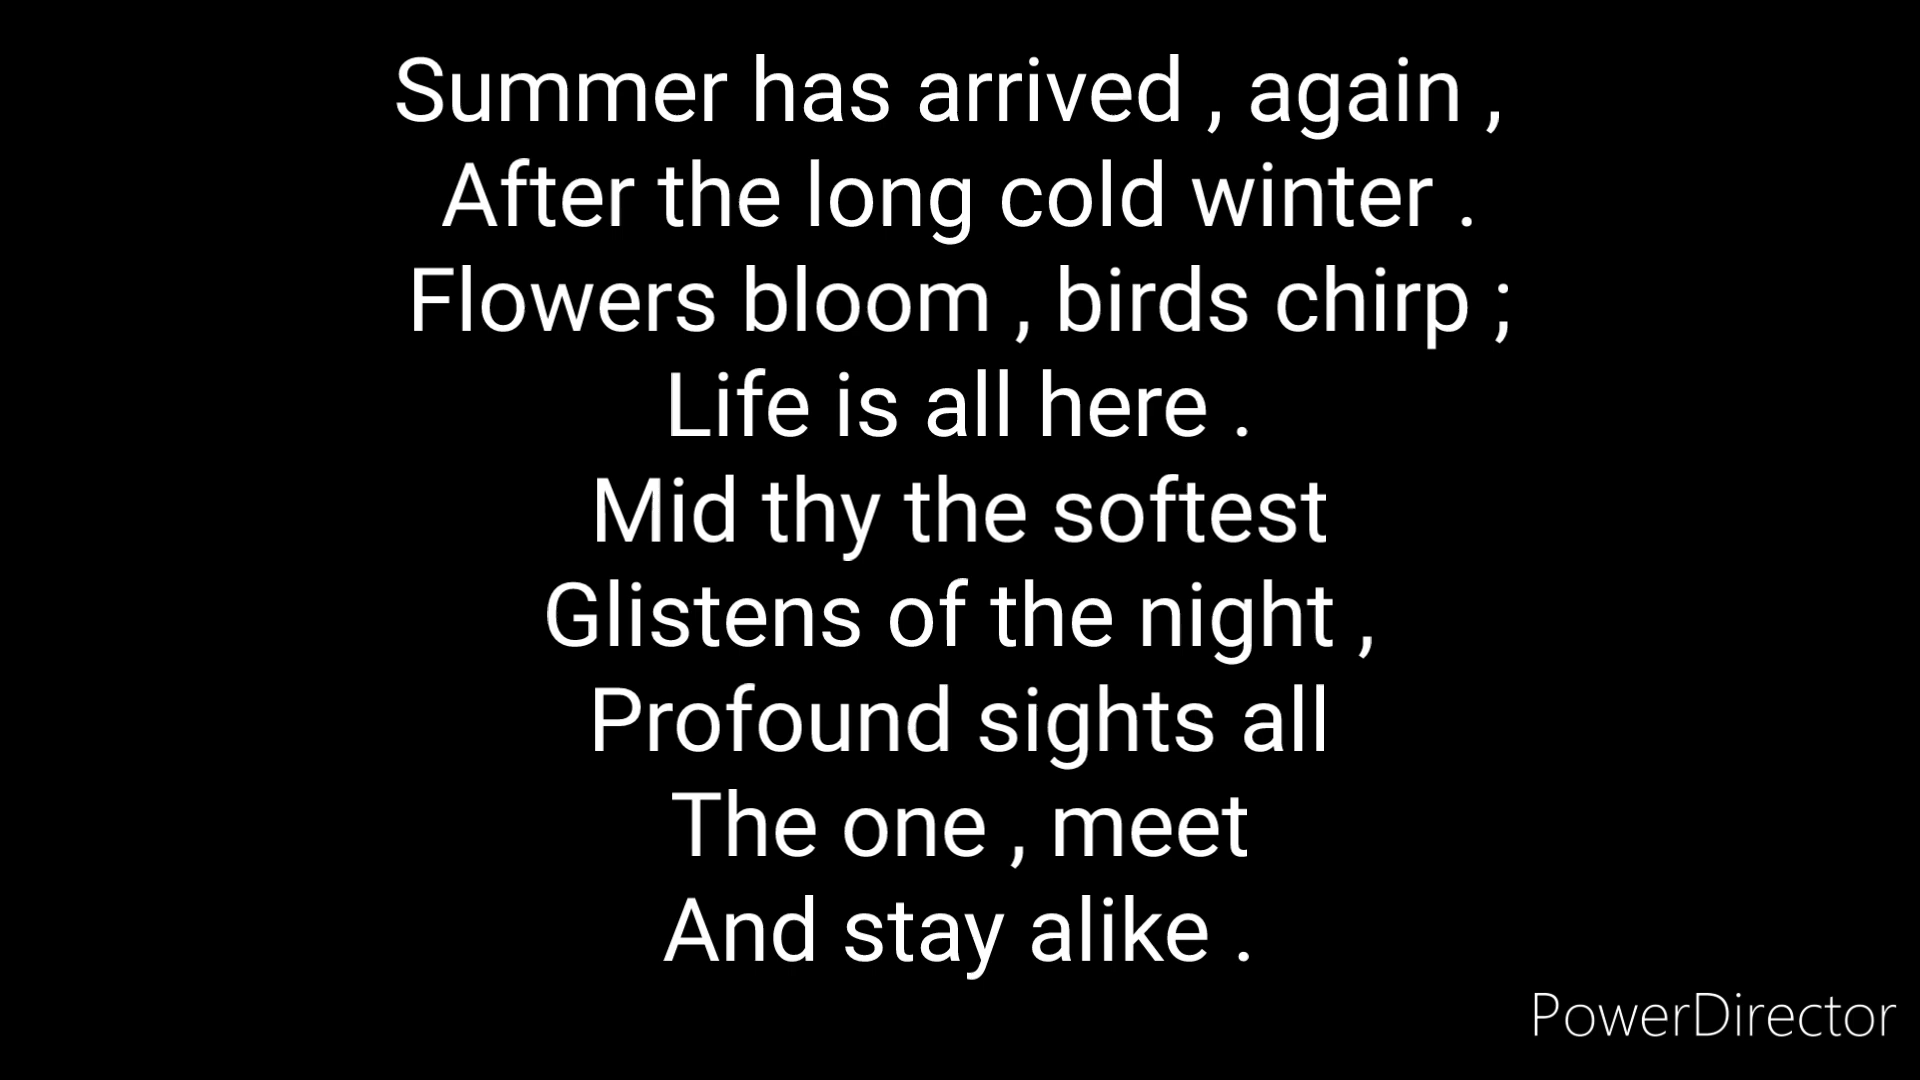 Summer has arrived , again ,
After the long cold winter .
Flowers bloom , birds chirp ;
Life is all here .
Mid thy the softest
Glistens of the night ,
Profound sights all
The one , meet
And stay alike .
PowerDirector